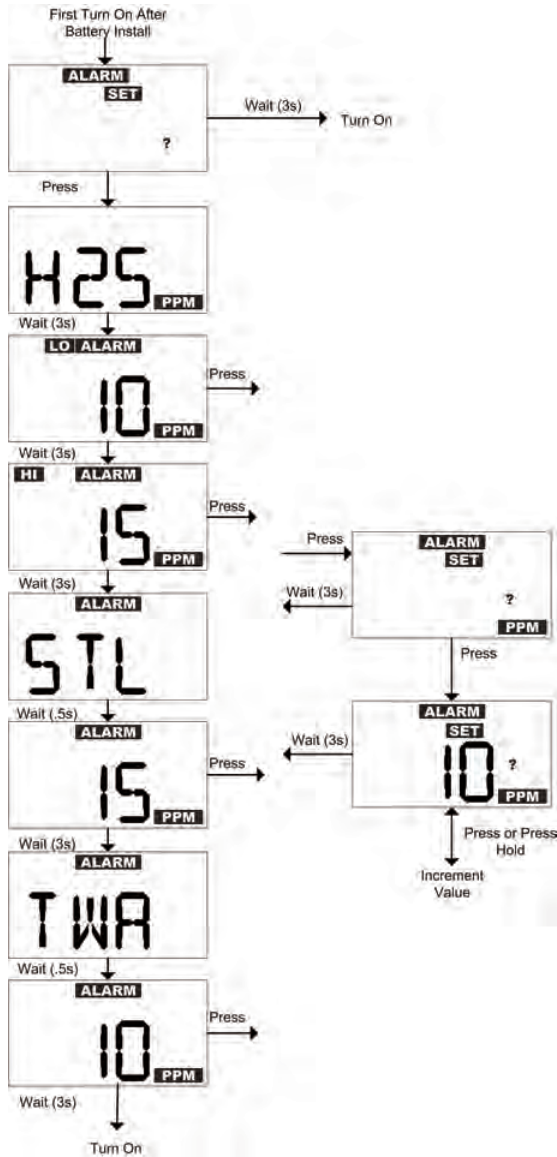 First Turn On After
Battery Install
ALARM
SET
?
Wait (3s)
Turn On
Press
H2S
PPM
Wait (3s)
LO ALARM
10
PPM
Press
Wait (3s)
HI ALARM
15
PPM
Press
Wait (3s)
ALARM
STL
Wait (.5s)
ALARM
15
PPM
Press
Wait (3s)
ALARM
TWA
Wait (.5s)
ALARM
10
PPM
Press
Wait (3s)
Turn On
Press
Wait (3s)
ALARM
SET
?
PPM
Press
Wait (3s)
ALARM
SET
10 ?
PPM
Press or Press
Hold
Increment
Value